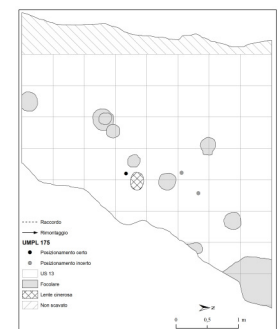 Raccordo
Rimontaggio
UMPL 175
Posizionamento certo
Posizionamento incerto
US 13
Focolare
Lente cinerosa
Non scavato
z
0 0,5 1 m